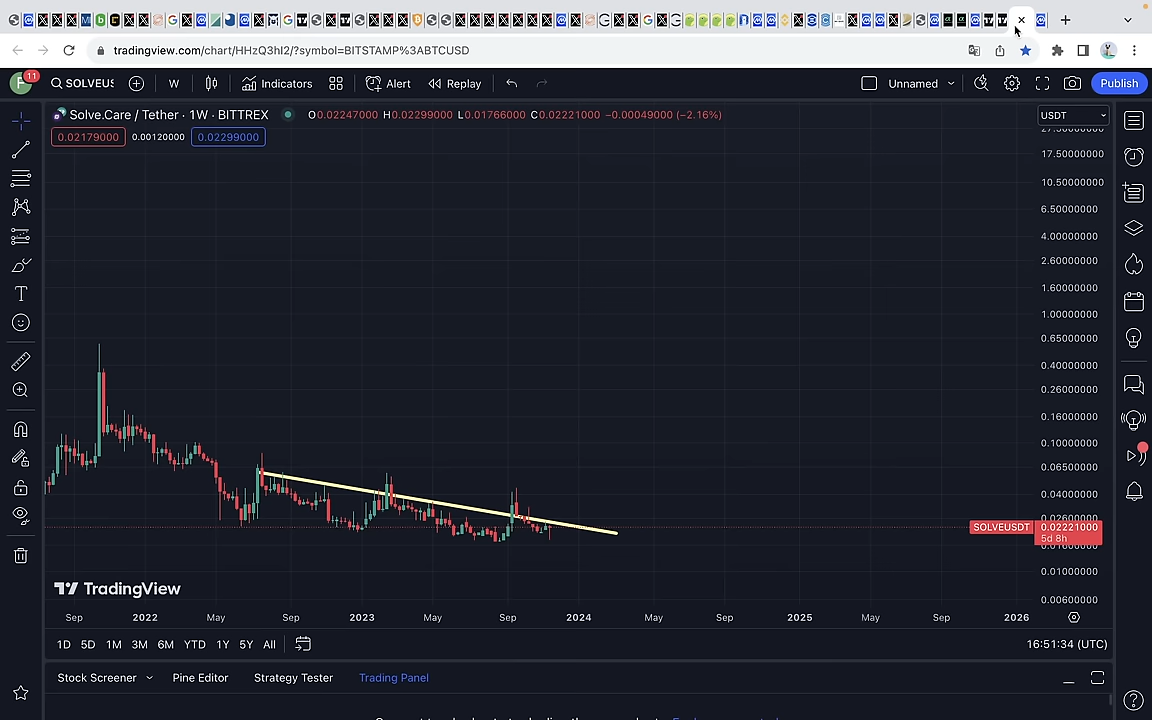 tradingview.com/chart/HHzQ3hI2/?symbol=BITSTAMP%3ABTCUSD
F 11 SOLVEUS W Indicators Alert Replay Unnamed Publish
Solve.Care / Tether · 1W · BITTREX O0.02247000 H0.02299000 L0.01766000 C0.02221000 −0.00049000 (−2.16%) USDT
0.02179000 0.00120000 0.02299000
27.50000000
17.50000000
10.50000000
6.50000000
4.00000000
2.60000000
1.60000000
1.00000000
0.65000000
0.40000000
0.26000000
0.16000000
0.10000000
0.06500000
0.04000000
0.02600000
SOLVEUSDT 0.02221000
5d 8h
0.01600000
0.01000000
0.00600000
TradingView
Sep 2022 May Sep 2023 May Sep 2024 May Sep 2025 May Sep 2026
1D 5D 1M 3M 6M YTD 1Y 5Y All 16:51:34 (UTC)
Stock Screener Pine Editor Strategy Tester Trading Panel